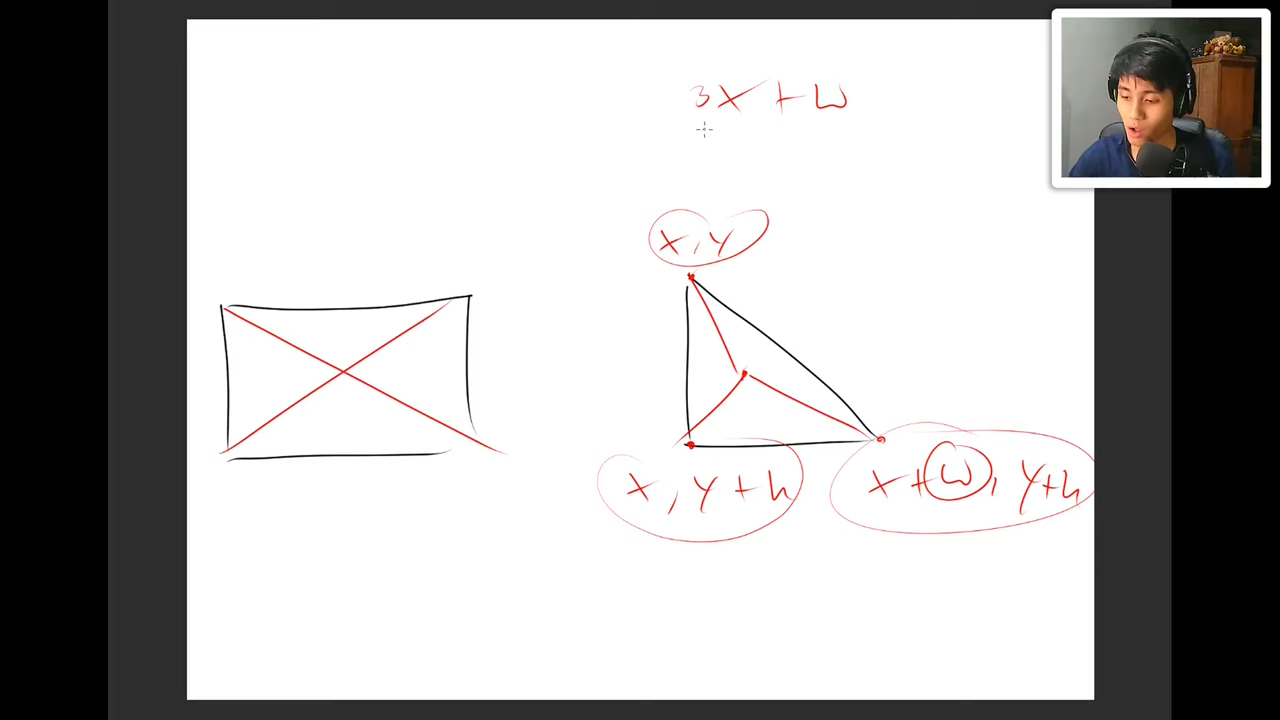 3x + w
x, y
x, y + h
x + w, y + h